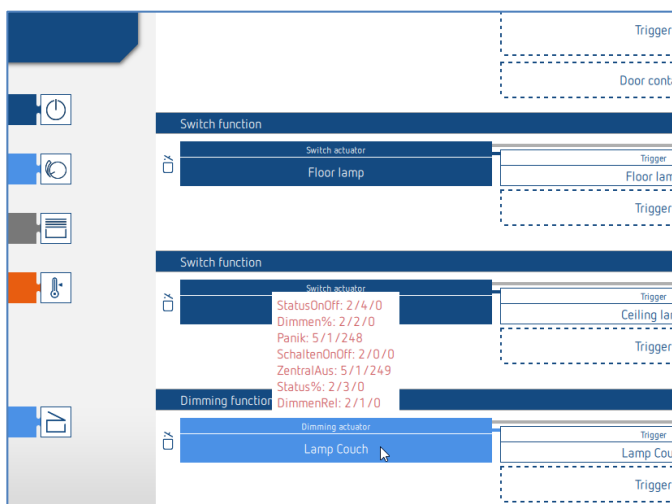 Trigger
Door conta
Switch function
Switch actuator
Floor lamp
Trigger
Floor lam
Trigger
Switch function
Switch actuator
Trigger
Ceiling la
Trigger
StatusOnOff: 2/4/0
Dimmen%: 2/2/0
Panik: 5/1/248
SchaltenOnOff: 2/0/0
ZentralAus: 5/1/249
Status%: 2/3/0
DimmenRel: 2/1/0
Dimming function
Dimming actuator
Lamp Couch
Trigger
Lamp Cou
Trigger